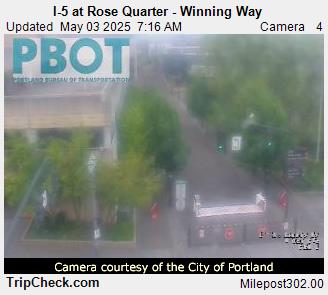 I-5 at Rose Quarter - Winning Way
Updated May 03 2025 7:16 AM Camera 4
PBOT
PORTLAND BUREAU OF TRANSPORTATION
Camera courtesy of the City of Portland
TripCheck.com Milepost302.00